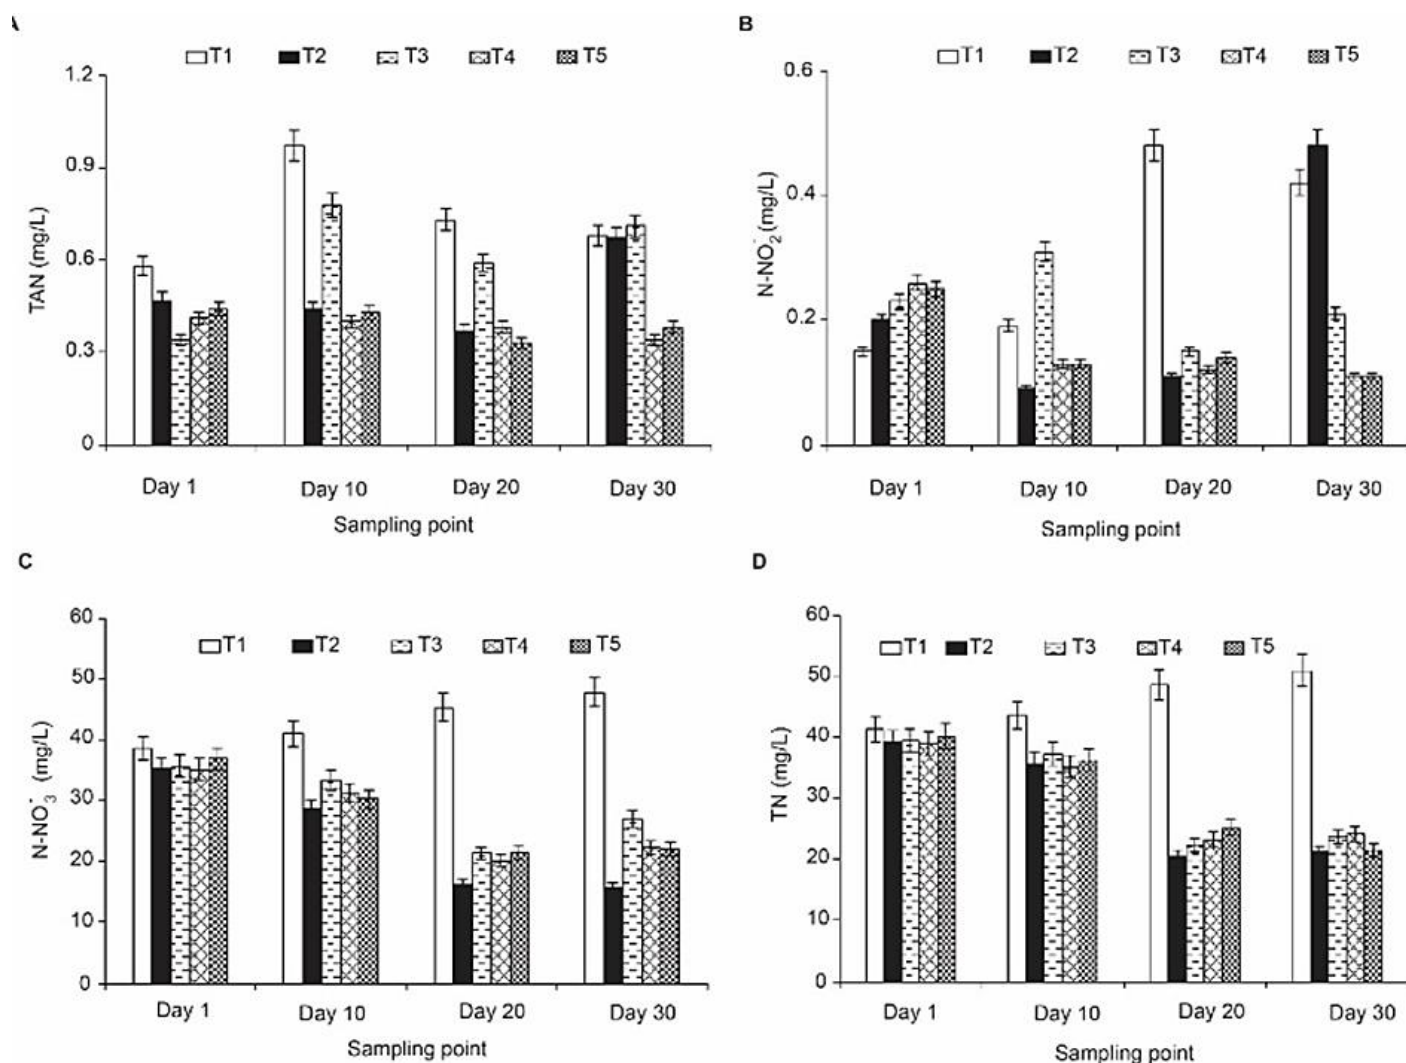 A
T1 T2 T3 T4 T5
1.2
0.9
0.6
0.3
0
TAN (mg/L)
Day 1 Day 10 Day 20 Day 30
Sampling point
B
T1 T2 T3 T4 T5
0.6
0.4
0.2
0
N-NO₂⁻ (mg/L)
Day 1 Day 10 Day 20 Day 30
Sampling point
C
T1 T2 T3 T4 T5
60
50
40
30
20
10
0
N-NO₃⁻ (mg/L)
Day 1 Day 10 Day 20 Day 30
Sampling point
D
T1 T2 T3 T4 T5
60
50
40
30
20
10
0
TN (mg/L)
Day 1 Day 10 Day 20 Day 30
Sampling point